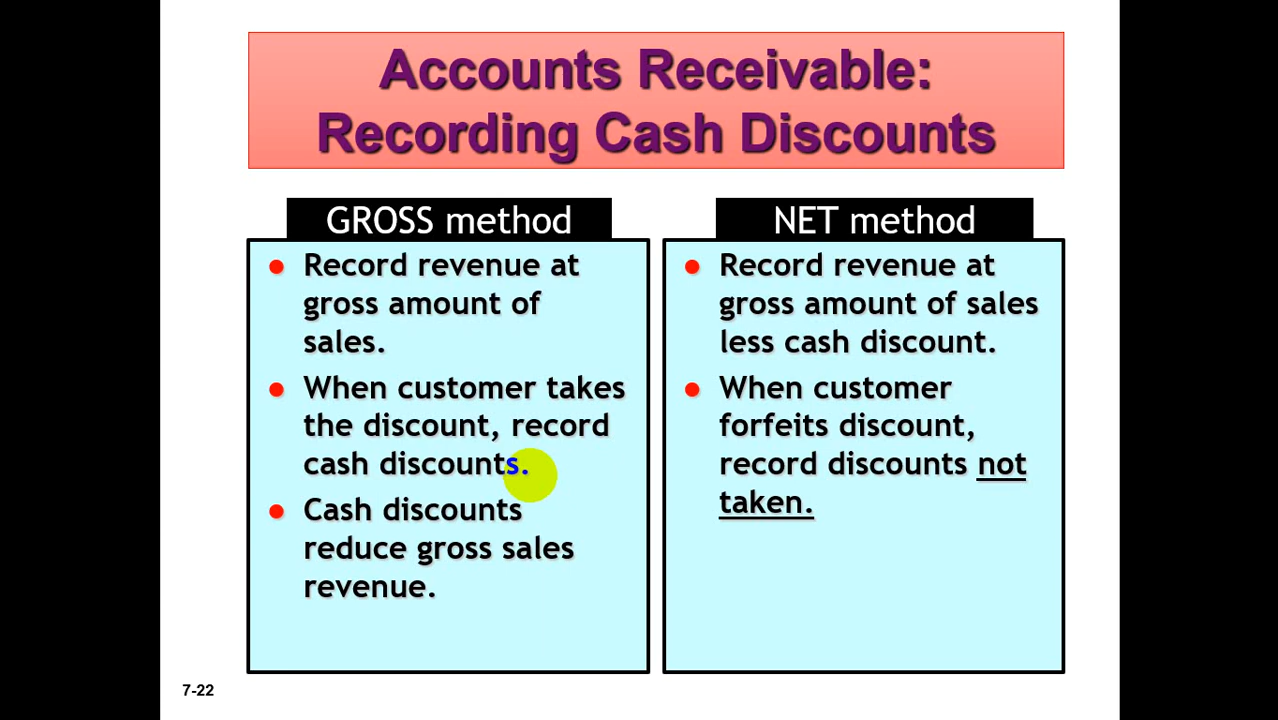 Accounts Receivable:
Recording Cash Discounts
GROSS method
Record revenue at
gross amount of
sales.
When customer takes
the discount, record
cash discounts.
Cash discounts
reduce gross sales
revenue.
NET method
Record revenue at
gross amount of sales
less cash discount.
When customer
forfeits discount,
record discounts not
taken.
7-22